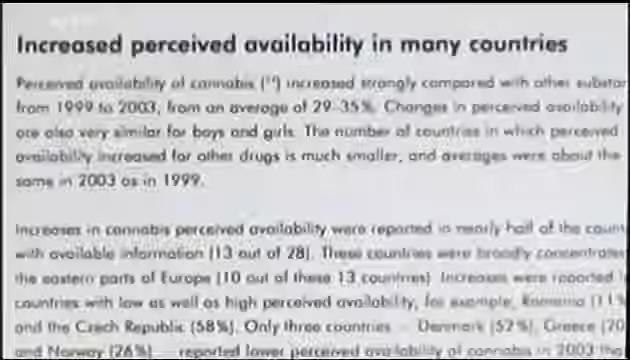 Increased perceived availability in many countries
Perceived availability of cannabis (¹⁴) increased strongly compared with other substan
from 1999 to 2003, from an average of 29–35%. Changes in perceived availability
are also very similar for boys and girls. The number of countries in which perceived
availability increased for other drugs is much smaller, and averages were about the
same in 2003 as in 1999.
Increases in cannabis perceived availability were reported in nearly half of the coun
with available information (13 out of 28). These countries were broadly concentrate
the eastern parts of Europe (10 out of these 13 countries). Increases were reported i
countries with low as well as high perceived availability, for example, Romania (11%
and the Czech Republic (58%). Only three countries — Denmark (52%), Greece (20
and Norway (26%) — reported lower perceived availability of cannabis in 2003 tha